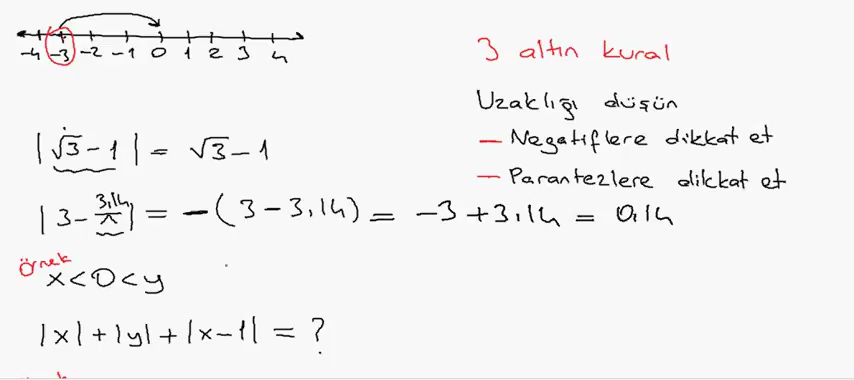 -4 -3 -2 -1 0 1 2 3 4
3 altın kural
Uzaklığı düşün
— Negatiflere dikkat et
— Parantezlere dikkat et
|√3 - 1| = √3 - 1
3,14
|3 - π| = -(3 - 3,14) = -3 + 3,14 = 0,14
Örnek
x < 0 < y
|x| + |y| + |x - 1| = ?